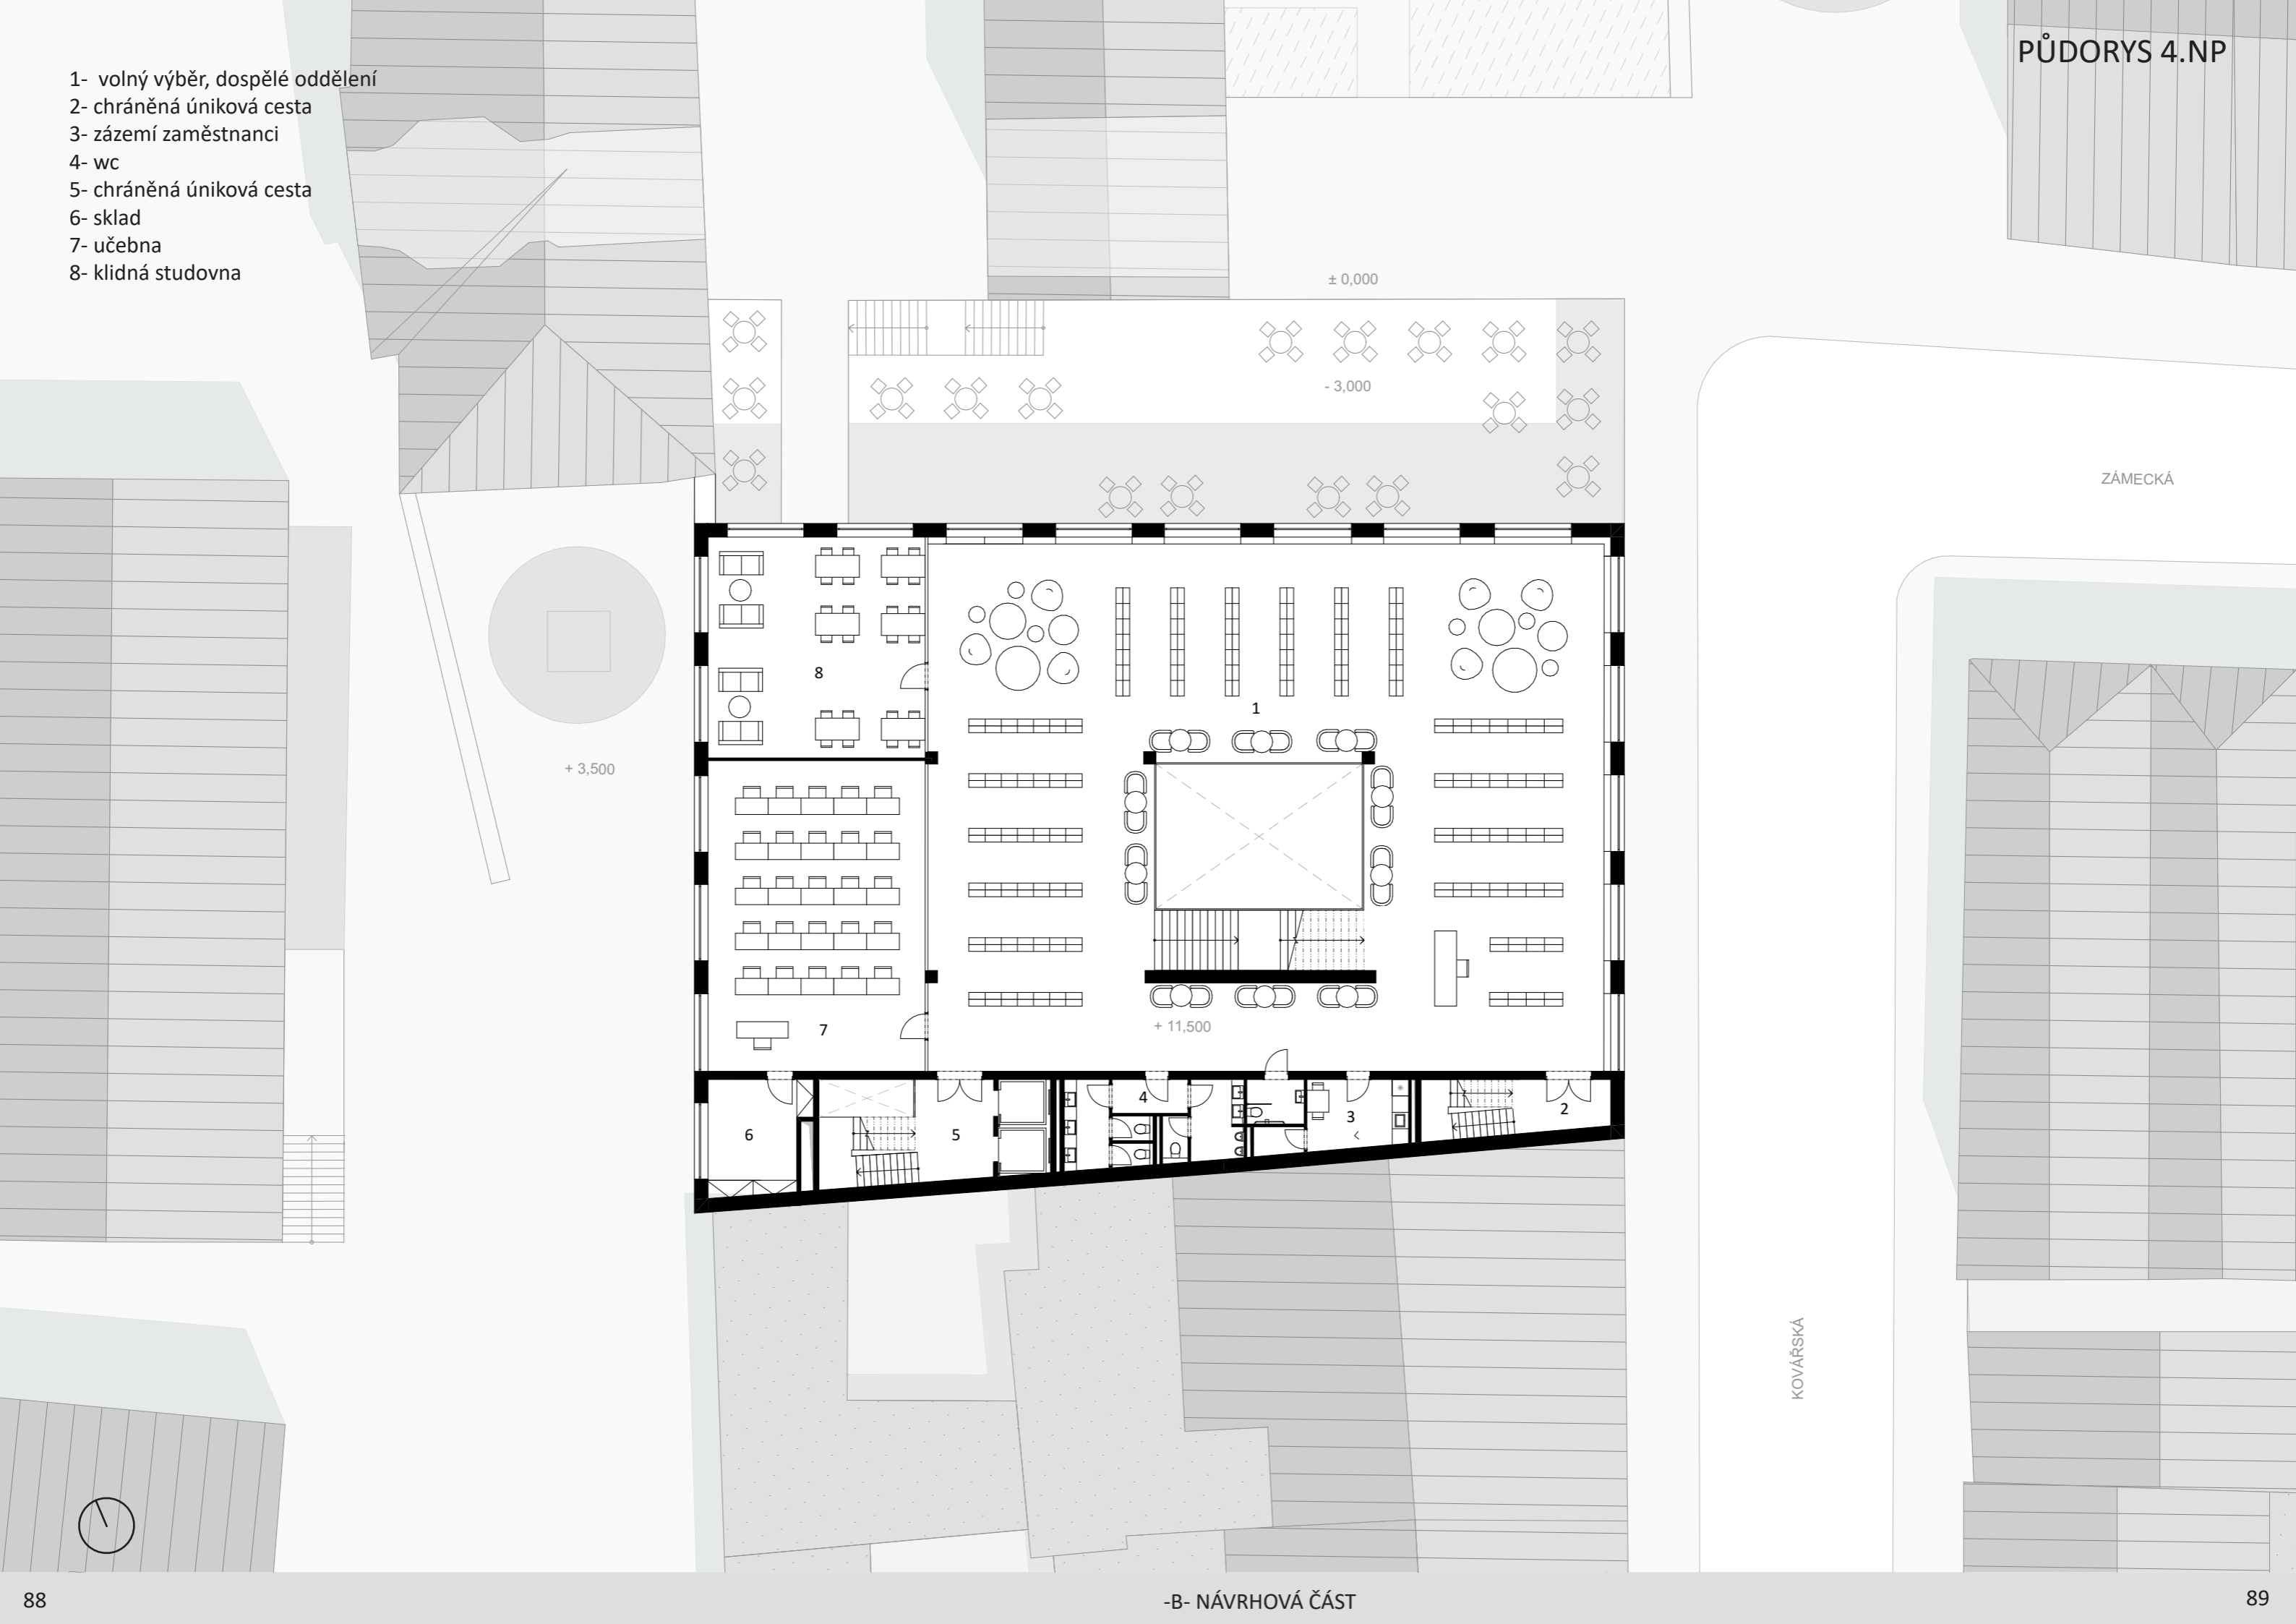 PŮDORYS 4.NP
1- volný výběr, dospělé oddělení
2- chráněná úniková cesta
3- zázemí zaměstnanci
4- wc
5- chráněná úniková cesta
6- sklad
7- učebna
8- klidná studovna
± 0,000
- 3,000
ZÁMECKÁ
8
1
+ 3,500
7
+ 11,500
4
3
2
6
5
KOVÁŘSKÁ
88
-B- NÁVRHOVÁ ČÁST
89